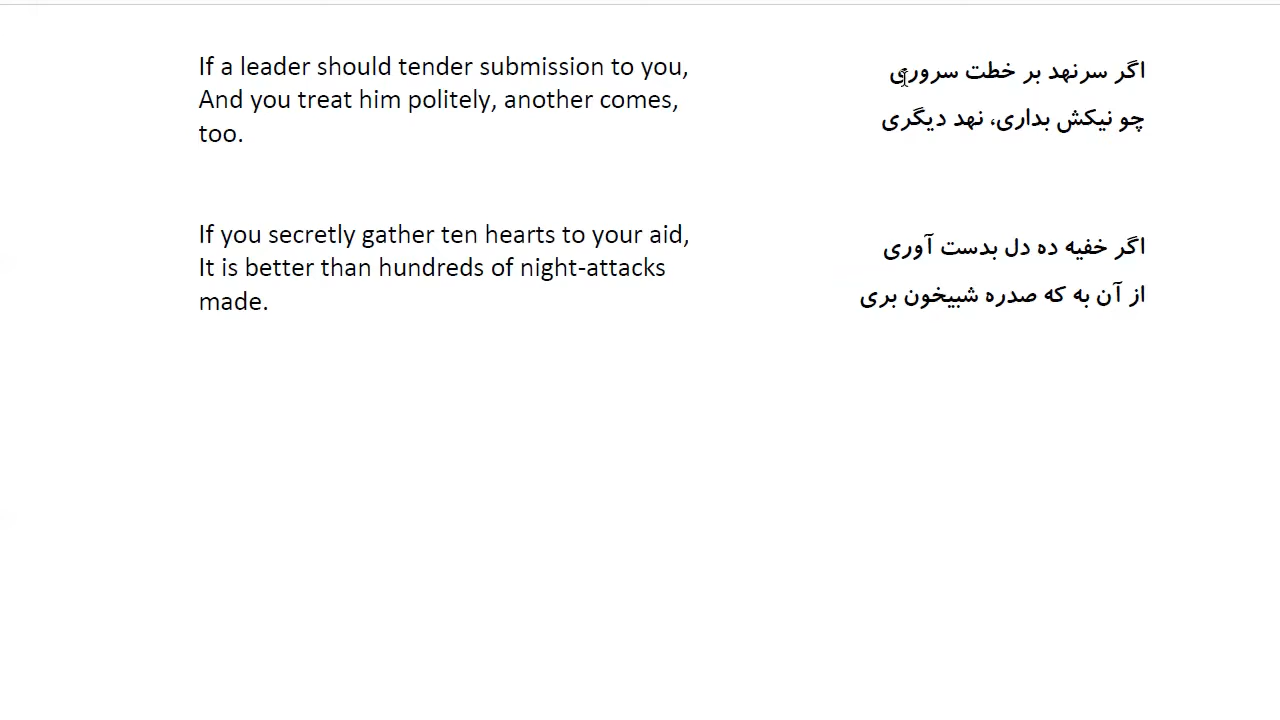 If a leader should tender submission to you,
And you treat him politely, another comes,
too.
اگر سرنهد بر خطت سروری
چو نیکش بداری، نهد دیگری
If you secretly gather ten hearts to your aid,
It is better than hundreds of night-attacks
made.
اگر خفیه ده دل بدست آوری
از آن به که صدره شبیخون بری